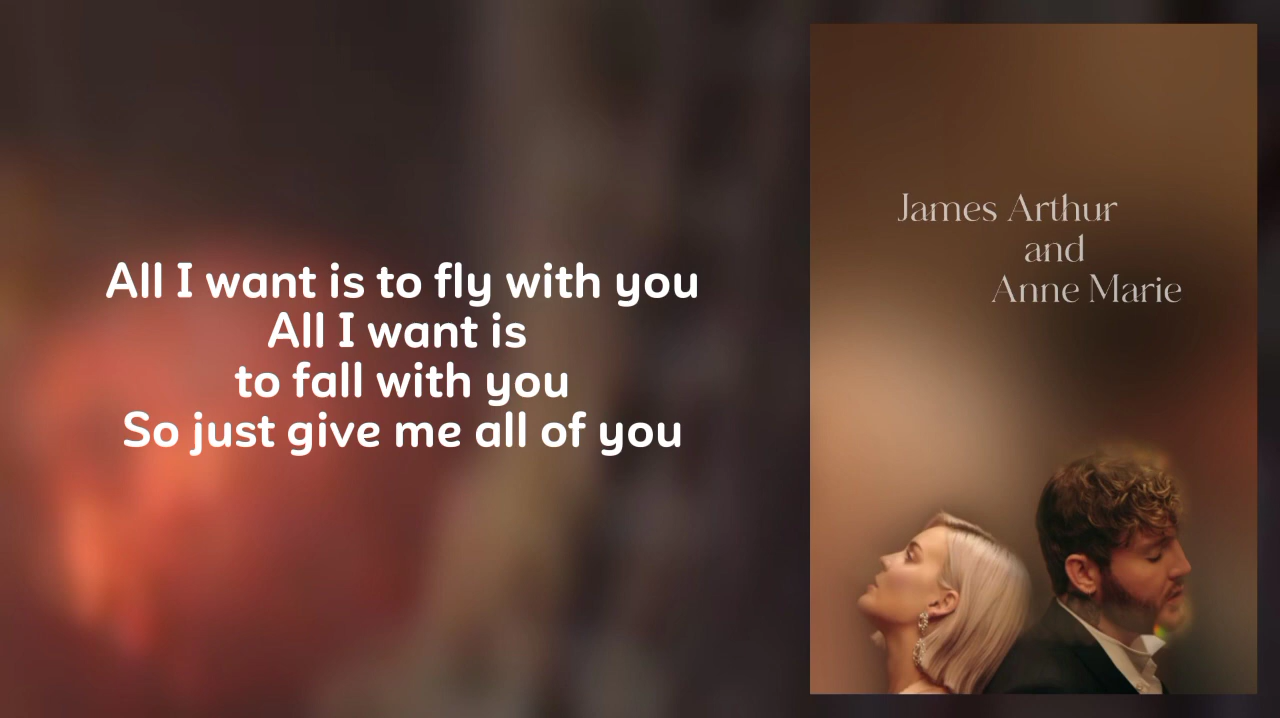 All I want is to fly with you
All I want is
to fall with you
So just give me all of you
James Arthur
and
Anne Marie